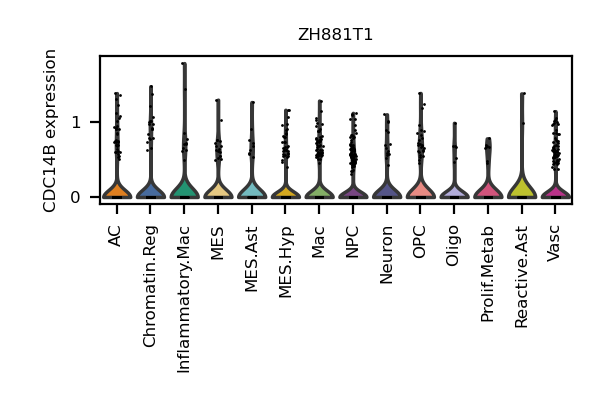 ZH881T1
CDC14B expression
1
0
AC
Chromatin.Reg
Inflammatory.Mac
MES
MES.Ast
MES.Hyp
Mac
NPC
Neuron
OPC
Oligo
Prolif.Metab
Reactive.Ast
Vasc